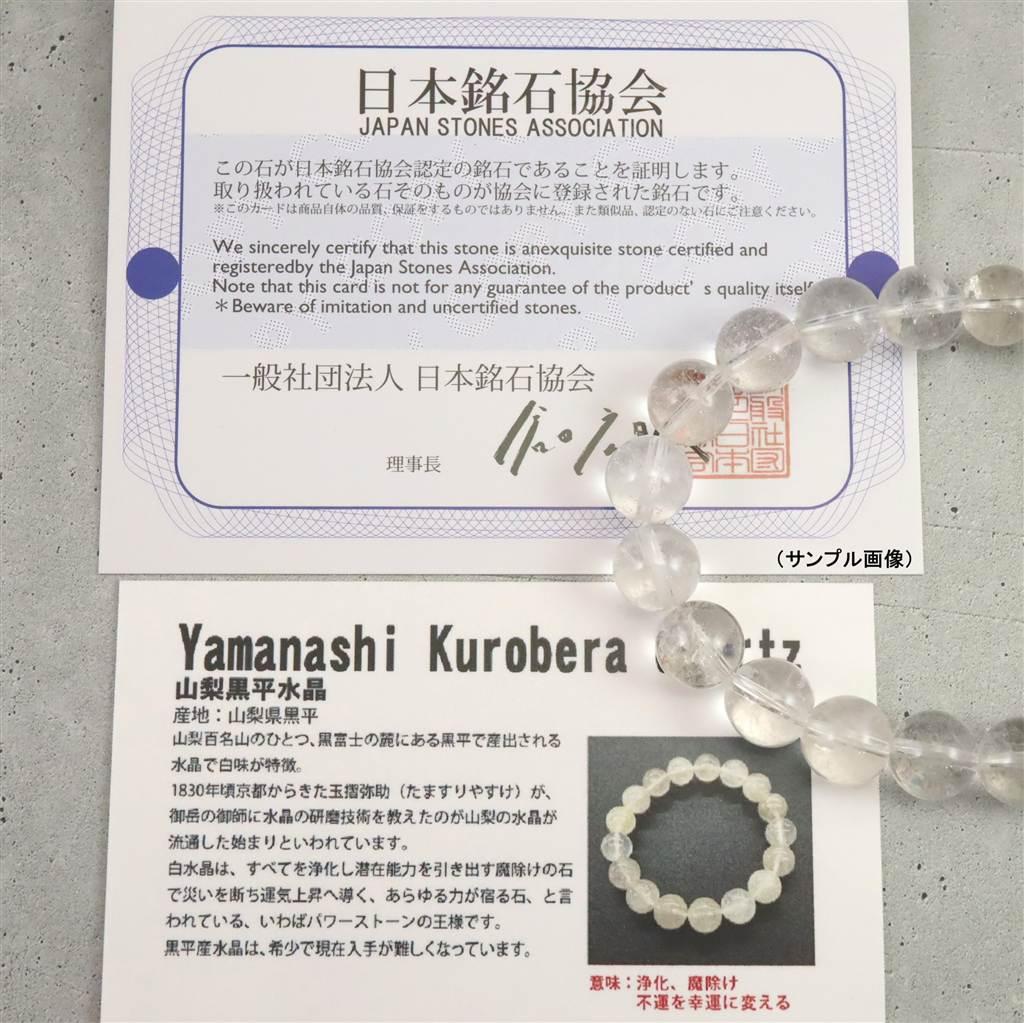 日本銘石協会
JAPAN STONES ASSOCIATION
この石が日本銘石協会認定の銘石であることを証明します。
取り扱われている石そのものが協会に登録された銘石です。
※このカードは商品自体の品質、保証をするものではありません。また類似品、認定のない石にご注意ください。
We sincerely certify that this stone is anexquisite stone certified and
registeredby the Japan Stones Association.
Note that this card is not for any guarantee of the product’s quality itself
＊Beware of imitation and uncertified stones.
一般社団法人 日本銘石協会
理事長
（サンプル画像）
Yamanashi Kurobera
山梨黒平水晶
産地：山梨県黒平
山梨百名山のひとつ、黒富士の麓にある黒平で産出される
水晶で白味が特徴。
1830年頃京都からきた玉摺弥助（たますりやすけ）が、
御岳の御師に水晶の研磨技術を教えたのが山梨の水晶が
流通した始まりといわれています。
白水晶は、すべてを浄化し潜在能力を引き出す魔除けの石
で災いを断ち運気上昇へ導く、あらゆる力が宿る石、と言
われている、いわばパワーストーンの王様です。
黒平産水晶は、希少で現在入手が難しくなっています。
意味：浄化、魔除け
不運を幸運に変える